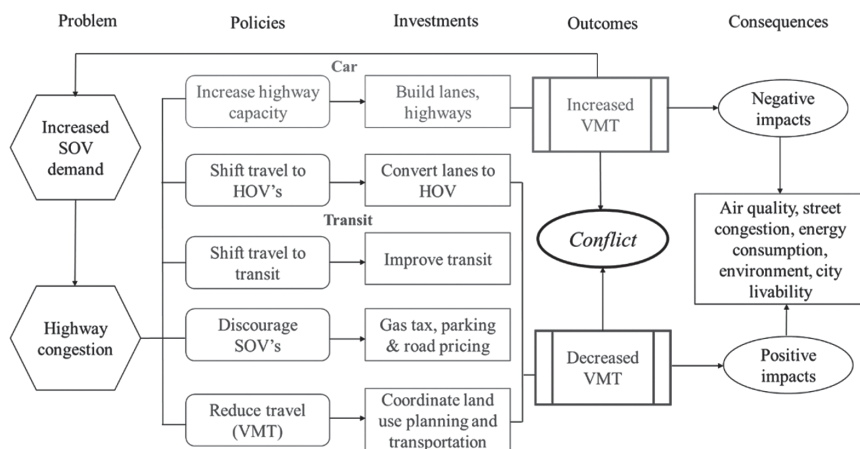 Problem
Policies
Investments
Outcomes
Consequences
Car
Increased
SOV
demand
Highway
congestion
Increase highway
capacity
Build lanes,
highways
Shift travel to
HOV's
Convert lanes to
HOV
Transit
Shift travel to
transit
Improve transit
Discourage
SOV's
Gas tax, parking
& road pricing
Reduce travel
(VMT)
Coordinate land
use planning and
transportation
Increased
VMT
Conflict
Decreased
VMT
Negative
impacts
Air quality, street
congestion, energy
consumption,
environment, city
livability
Positive
impacts